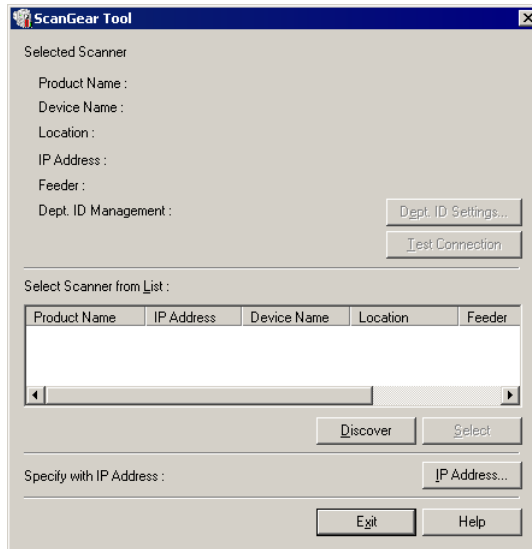 ScanGear Tool
Selected Scanner
Product Name :
Device Name :
Location :
IP Address :
Feeder :
Dept. ID Management :
Dept. ID Settings...
Test Connection
Select Scanner from List :
Product Name IP Address Device Name Location Feeder
Discover Select
Specify with IP Address : IP Address...
Exit Help